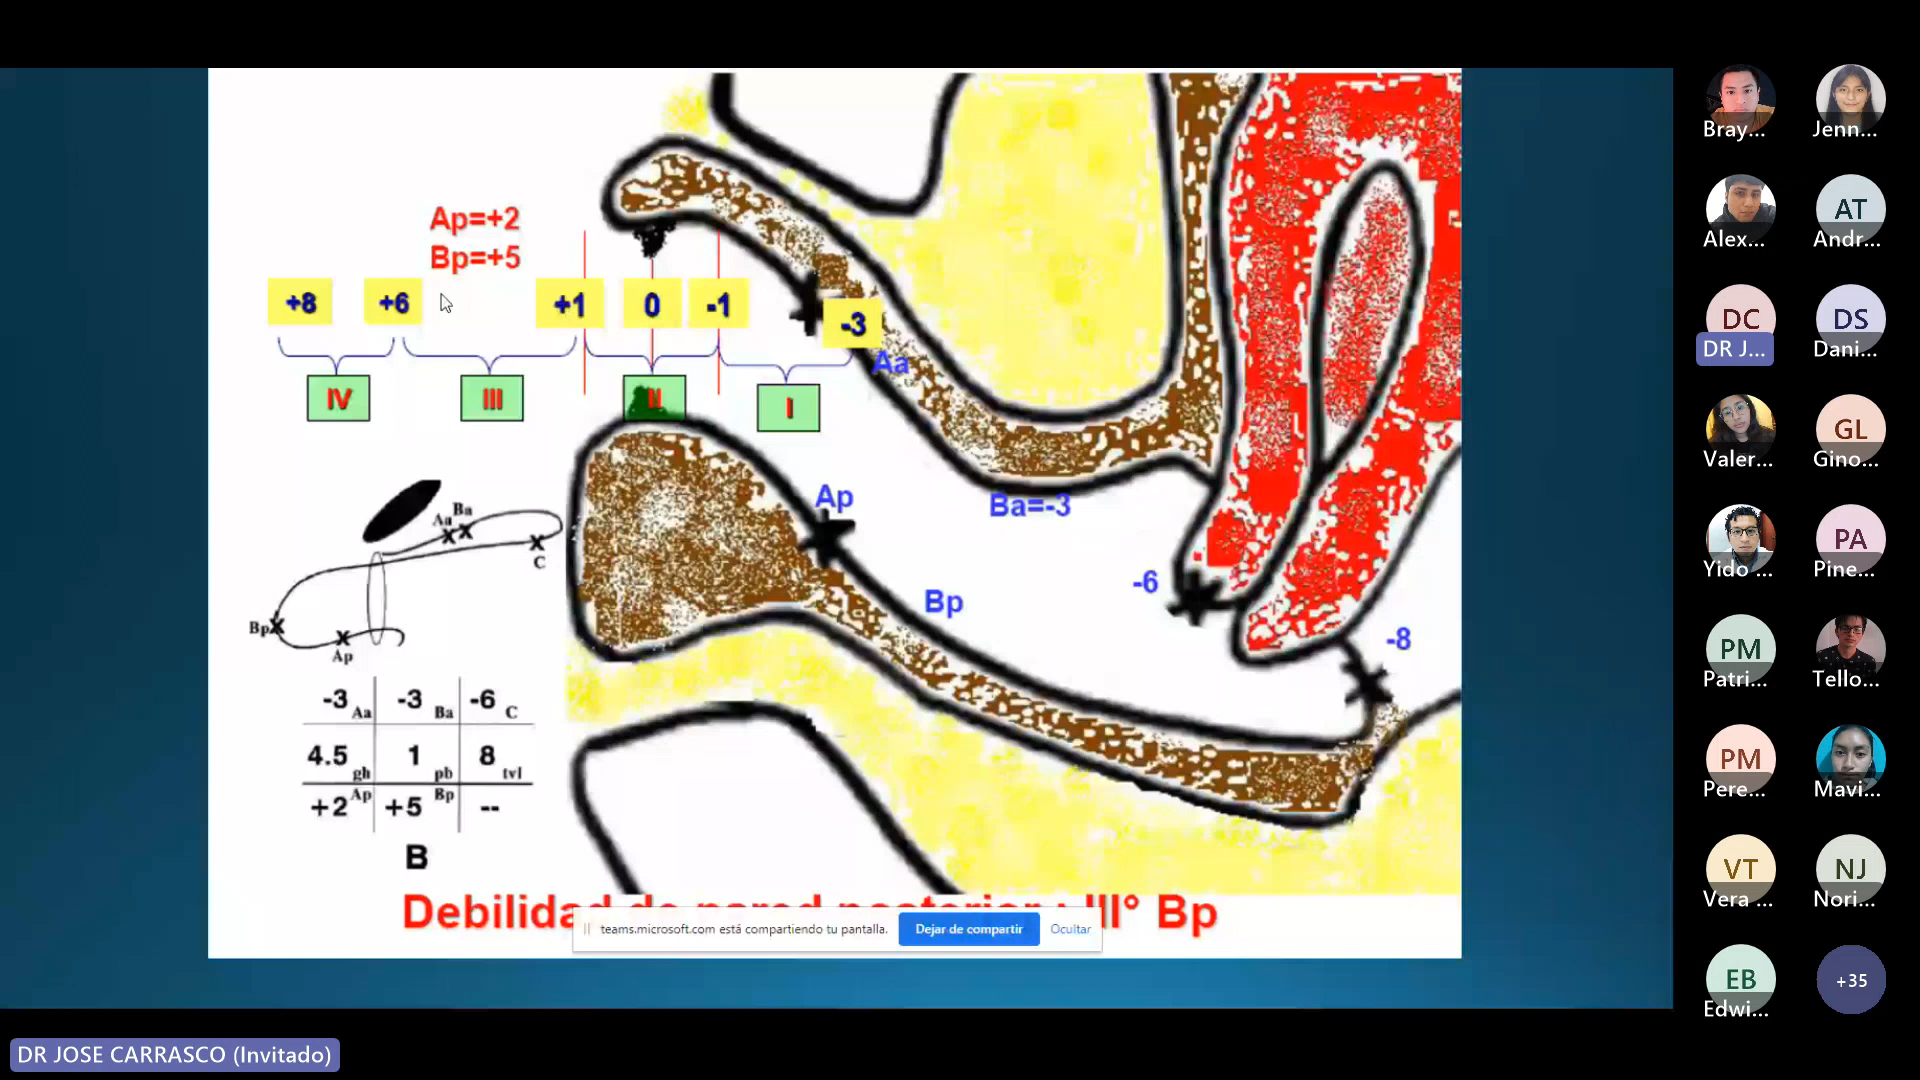 Ap=+2
Bp=+5
+8 +6 +1 0 -1 -3
Aa
IV III II I
Ap
Ba=-3
Aa Ba
C
Bp
Ap
Bp
-6
-8
-3 Aa -3 Ba -6 C
4.5 gh 1 pb 8 tvl
+2 Ap +5 Bp --
B
Debilidad de pared posterior : III° Bp
teams.microsoft.com está compartiendo tu pantalla. Dejar de compartir Ocultar
Bray... Jenn...
AT
Alex... Andr...
DC DS
DR J... Dani...
GL
Valer... Gino...
PA
Yido ... Pine...
PM
Patri... Tello...
PM
Pere... Mavi...
VT NJ
Vera ... Nori...
EB +35
Edwi...
DR JOSE CARRASCO (Invitado)